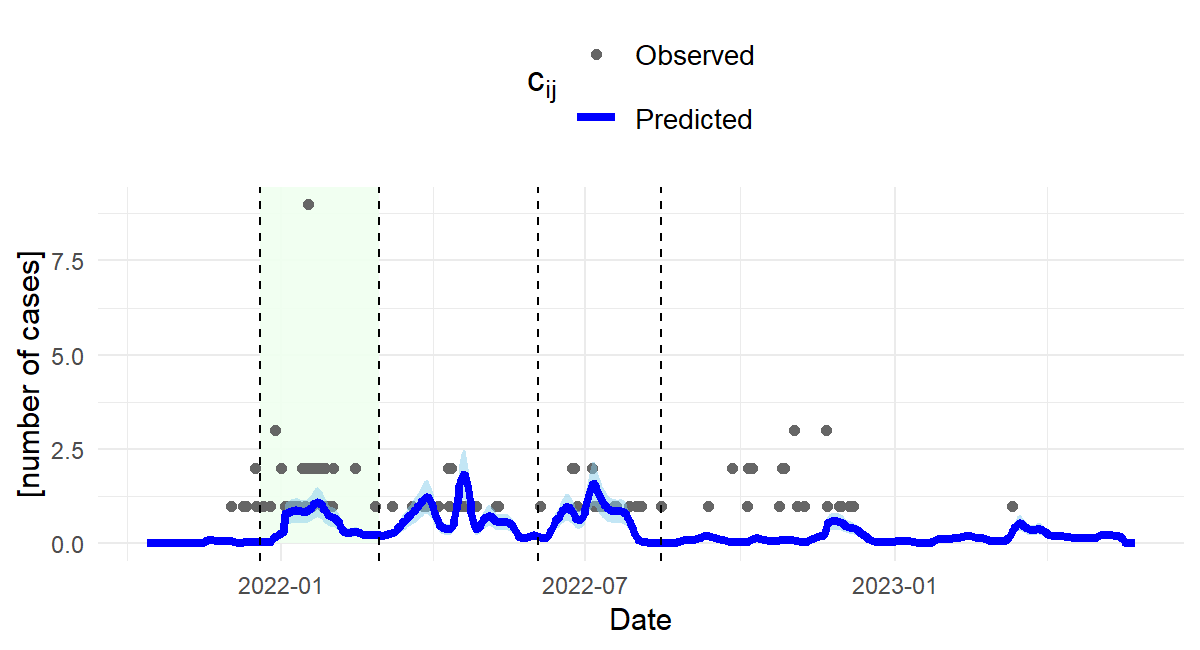 Observed
c_ij
Predicted
[number of cases]
7.5
5.0
2.5
0.0
2022-01
2022-07
2023-01
Date